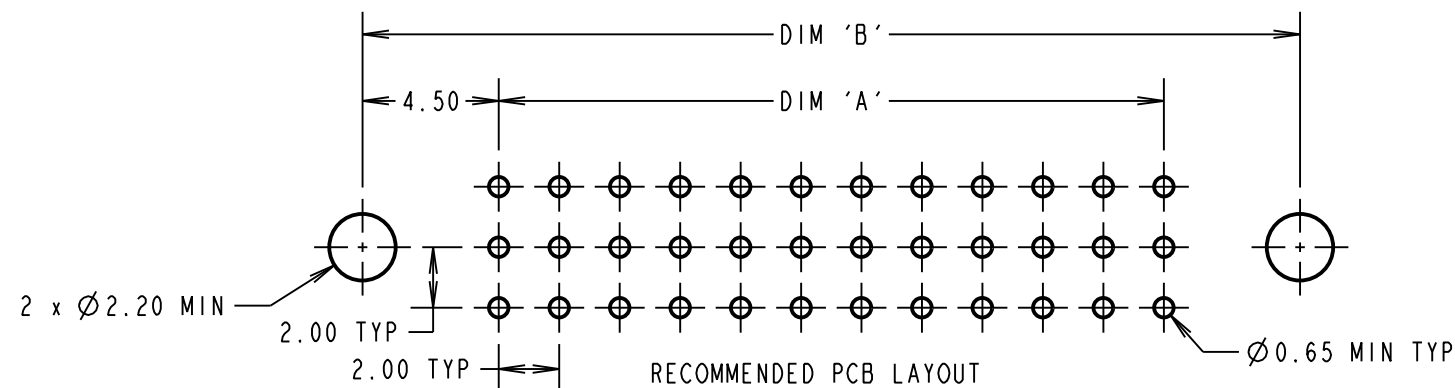 DIM 'B'
4.50
DIM 'A'
2 x Ø2.20 MIN
2.00 TYP
2.00 TYP
RECOMMENDED PCB LAYOUT
Ø0.65 MIN TYP